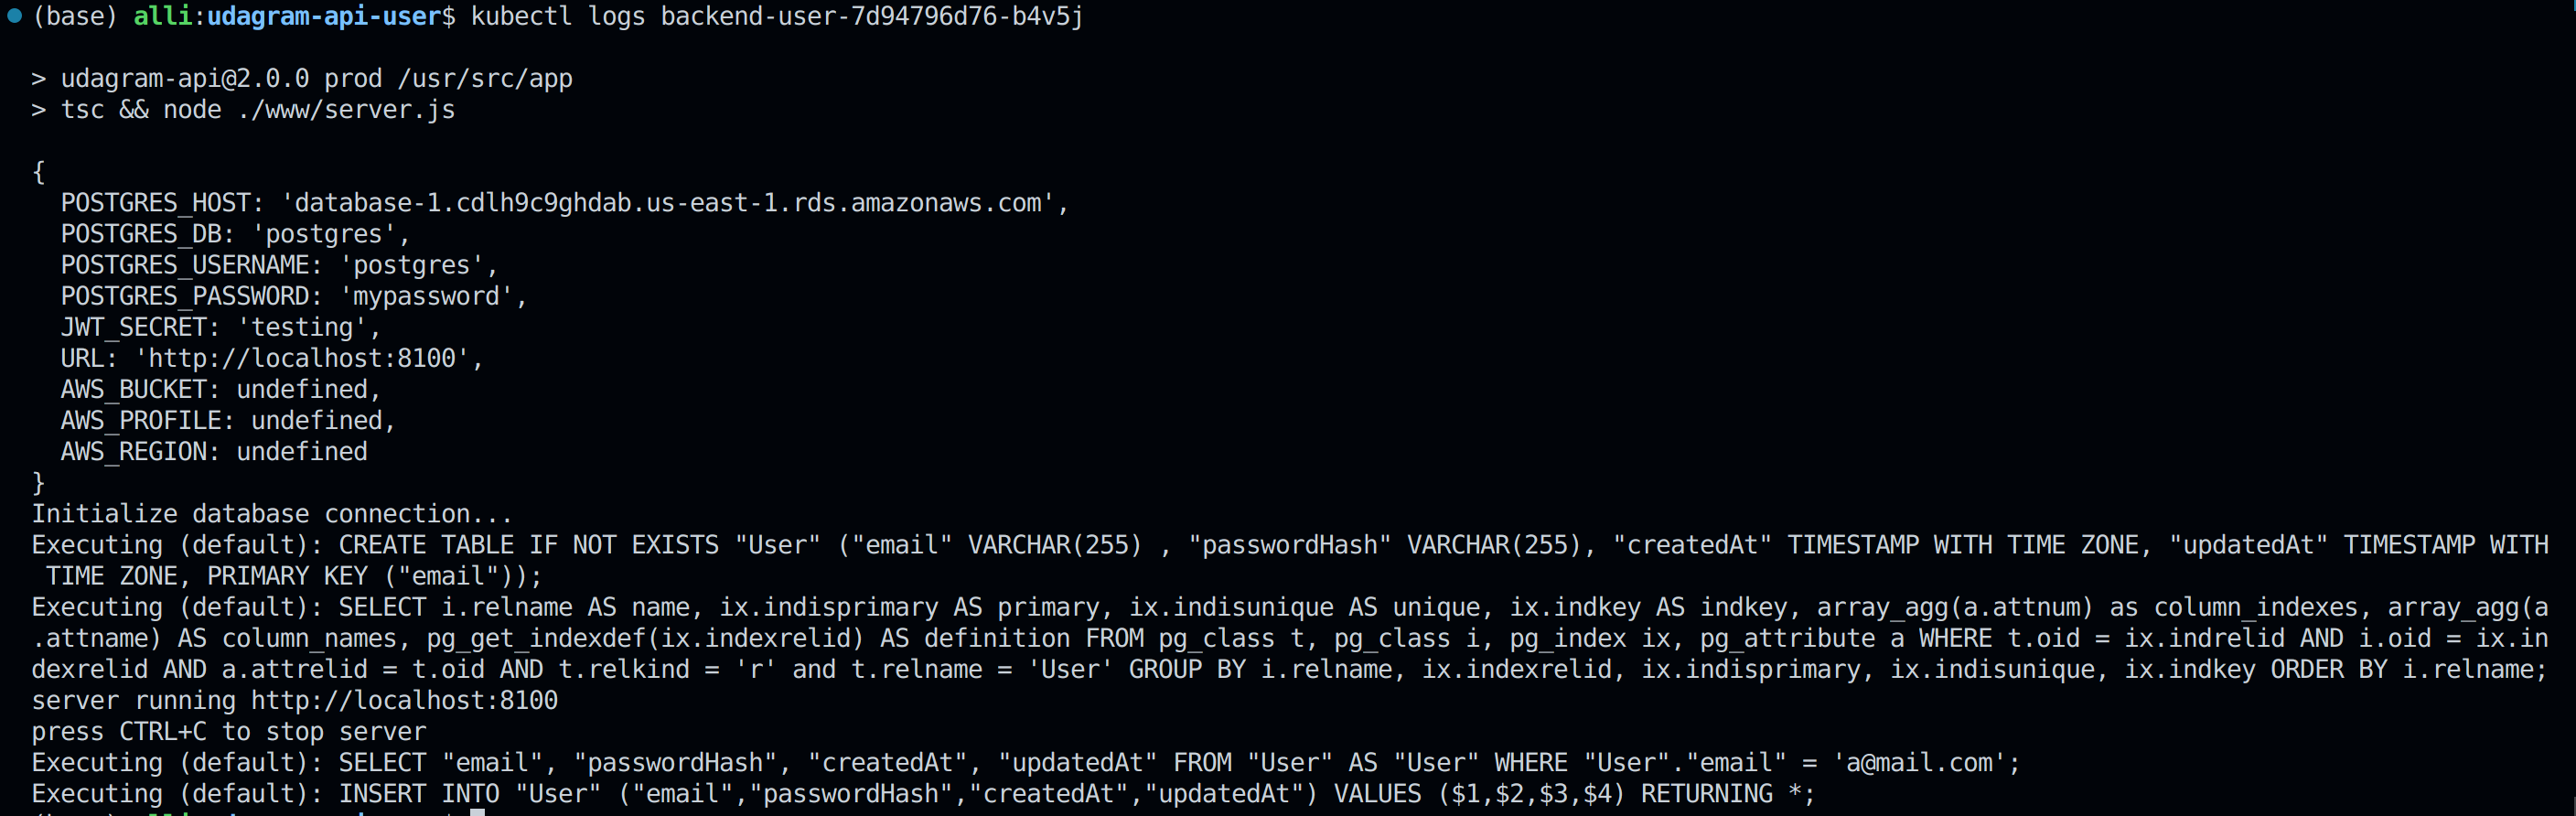 (base) alli:udagram-api-user$ kubectl logs backend-user-7d94796d76-b4v5j
> udagram-api@2.0.0 prod /usr/src/app
> tsc && node ./www/server.js
{
  POSTGRES_HOST: 'database-1.cdlh9c9ghdab.us-east-1.rds.amazonaws.com',
  POSTGRES_DB: 'postgres',
  POSTGRES_USERNAME: 'postgres',
  POSTGRES_PASSWORD: 'mypassword',
  JWT_SECRET: 'testing',
  URL: 'http://localhost:8100',
  AWS_BUCKET: undefined,
  AWS_PROFILE: undefined,
  AWS_REGION: undefined
}
Initialize database connection...
Executing (default): CREATE TABLE IF NOT EXISTS "User" ("email" VARCHAR(255) , "passwordHash" VARCHAR(255), "createdAt" TIMESTAMP WITH TIME ZONE, "updatedAt" TIMESTAMP WITH
 TIME ZONE, PRIMARY KEY ("email"));
Executing (default): SELECT i.relname AS name, ix.indisprimary AS primary, ix.indisunique AS unique, ix.indkey AS indkey, array_agg(a.attnum) as column_indexes, array_agg(a
.attname) AS column_names, pg_get_indexdef(ix.indexrelid) AS definition FROM pg_class t, pg_class i, pg_index ix, pg_attribute a WHERE t.oid = ix.indrelid AND i.oid = ix.in
dexrelid AND a.attrelid = t.oid AND t.relkind = 'r' and t.relname = 'User' GROUP BY i.relname, ix.indexrelid, ix.indisprimary, ix.indisunique, ix.indkey ORDER BY i.relname;
server running http://localhost:8100
press CTRL+C to stop server
Executing (default): SELECT "email", "passwordHash", "createdAt", "updatedAt" FROM "User" AS "User" WHERE "User"."email" = 'a@mail.com';
Executing (default): INSERT INTO "User" ("email","passwordHash","createdAt","updatedAt") VALUES ($1,$2,$3,$4) RETURNING *;